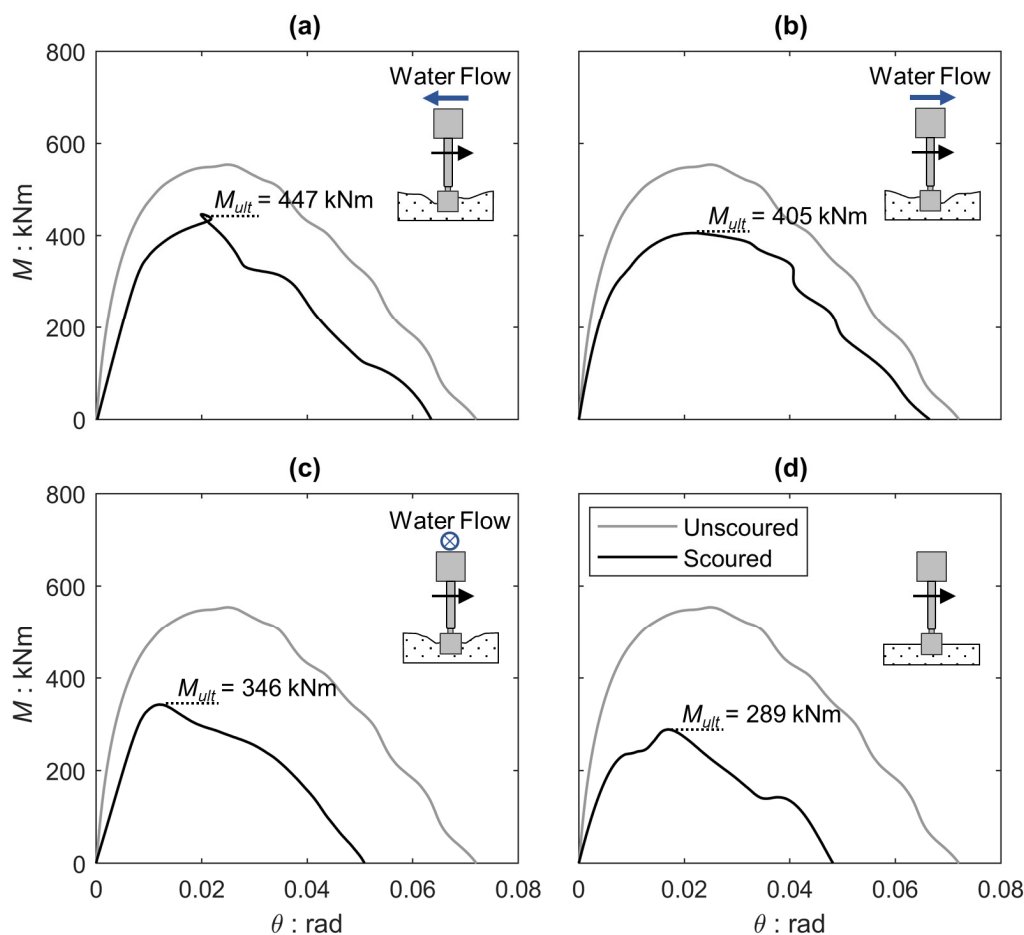 (a)
(b)
800
600
400
200
0
M : kNm
Water Flow
M_ult = 447 kNm
Water Flow
M_ult = 405 kNm
(c)
(d)
800
600
400
200
0
M : kNm
Water Flow
M_ult = 346 kNm
Unscoured
Scoured
M_ult = 289 kNm
0
0.02
0.04
0.06
0.08
0
0.02
0.04
0.06
0.08
θ : rad
θ : rad